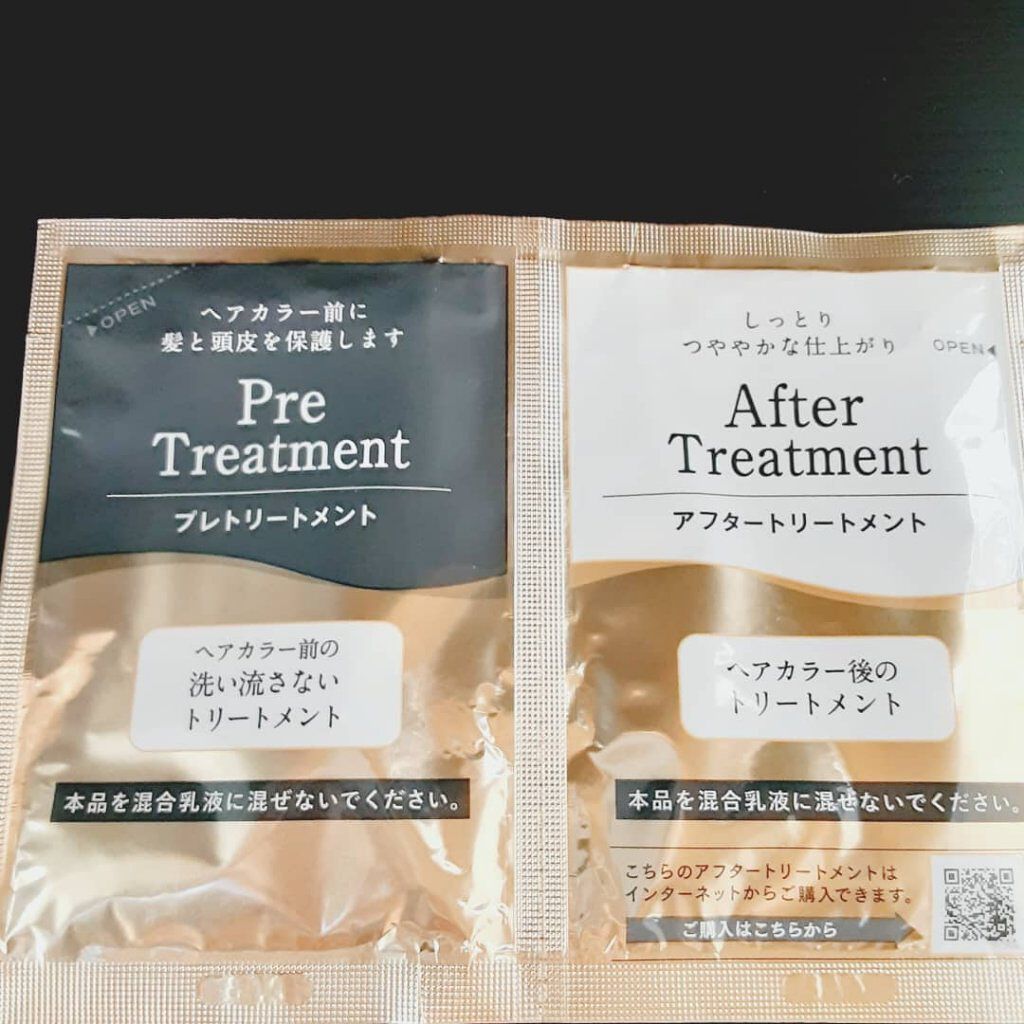 OPEN
ヘアカラー前に
髪と頭皮を保護します
Pre
Treatment
プレトリートメント
ヘアカラー前の
洗い流さない
トリートメント
本品を混合乳液に混ぜないでください。
しっとり
つややかな仕上がり
OPEN
After
Treatment
アフタートリートメント
ヘアカラー後の
トリートメント
本品を混合乳液に混ぜないでください。
こちらのアフタートリートメントは
インターネットからご購入できます。
ご購入はこちらから